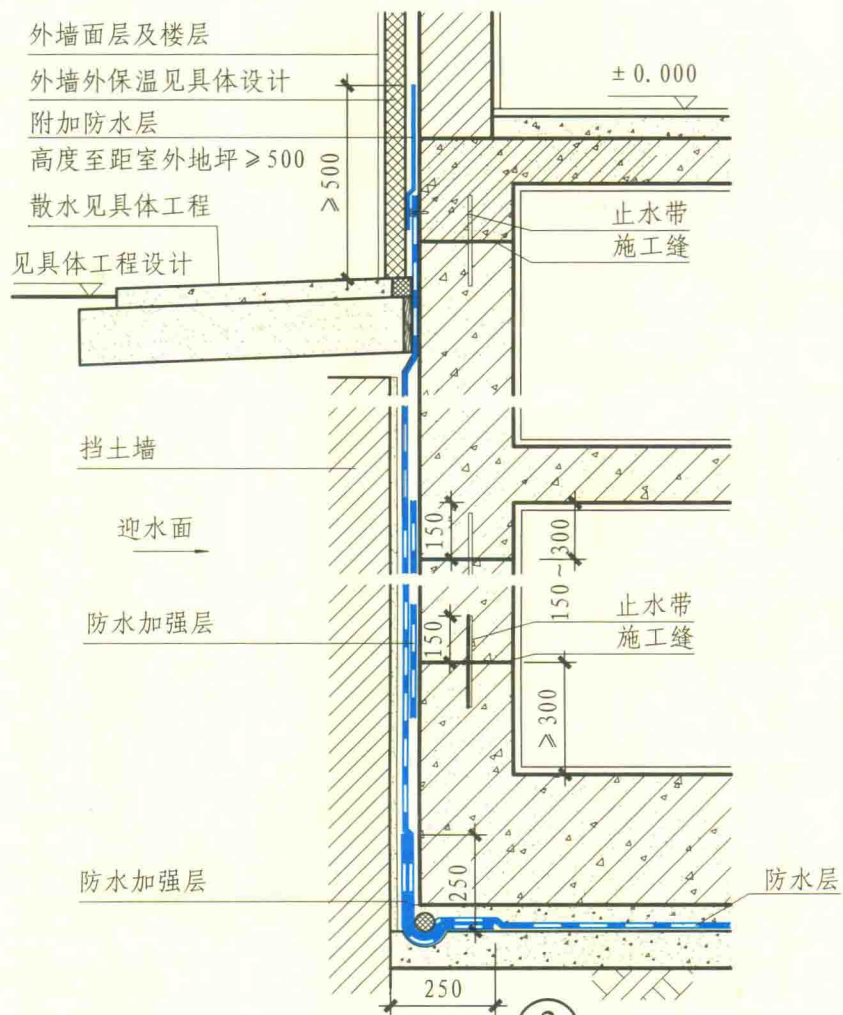 外墙面层及楼层
外墙外保温见具体设计
附加防水层
高度至距室外地坪≥500
散水见具体工程
见具体工程设计
≥500
±0.000
止水带
施工缝
挡土墙
迎水面
150
150~300
防水加强层
150
止水带
施工缝
≥300
防水加强层
250
防水层
250